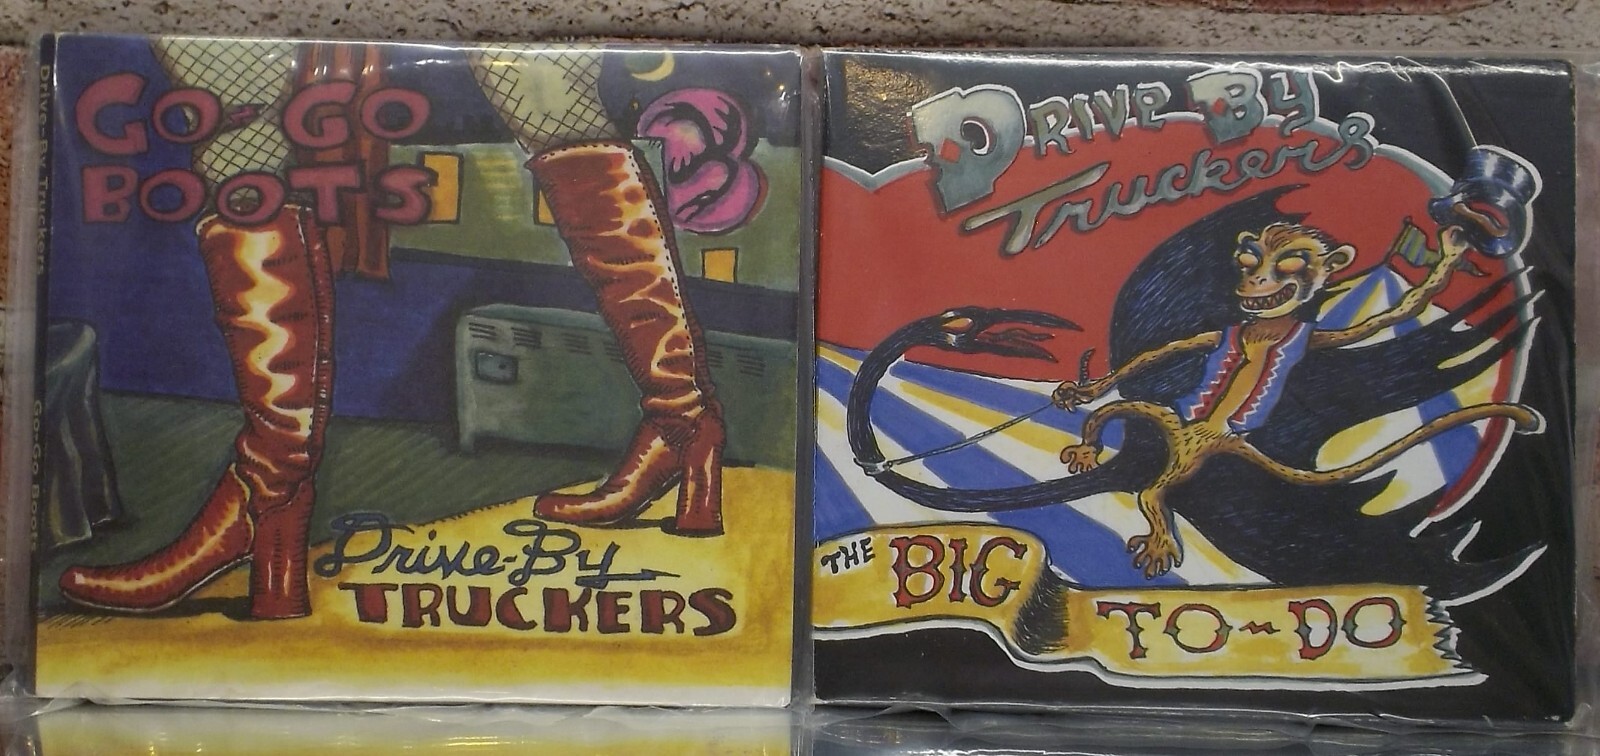 Drive-By Truckers
Go-Go Boots
GO-GO
BOOTS
Drive-By
TRUCKERS
DRIVE BY
Truckers
THE BIG
TO-DO